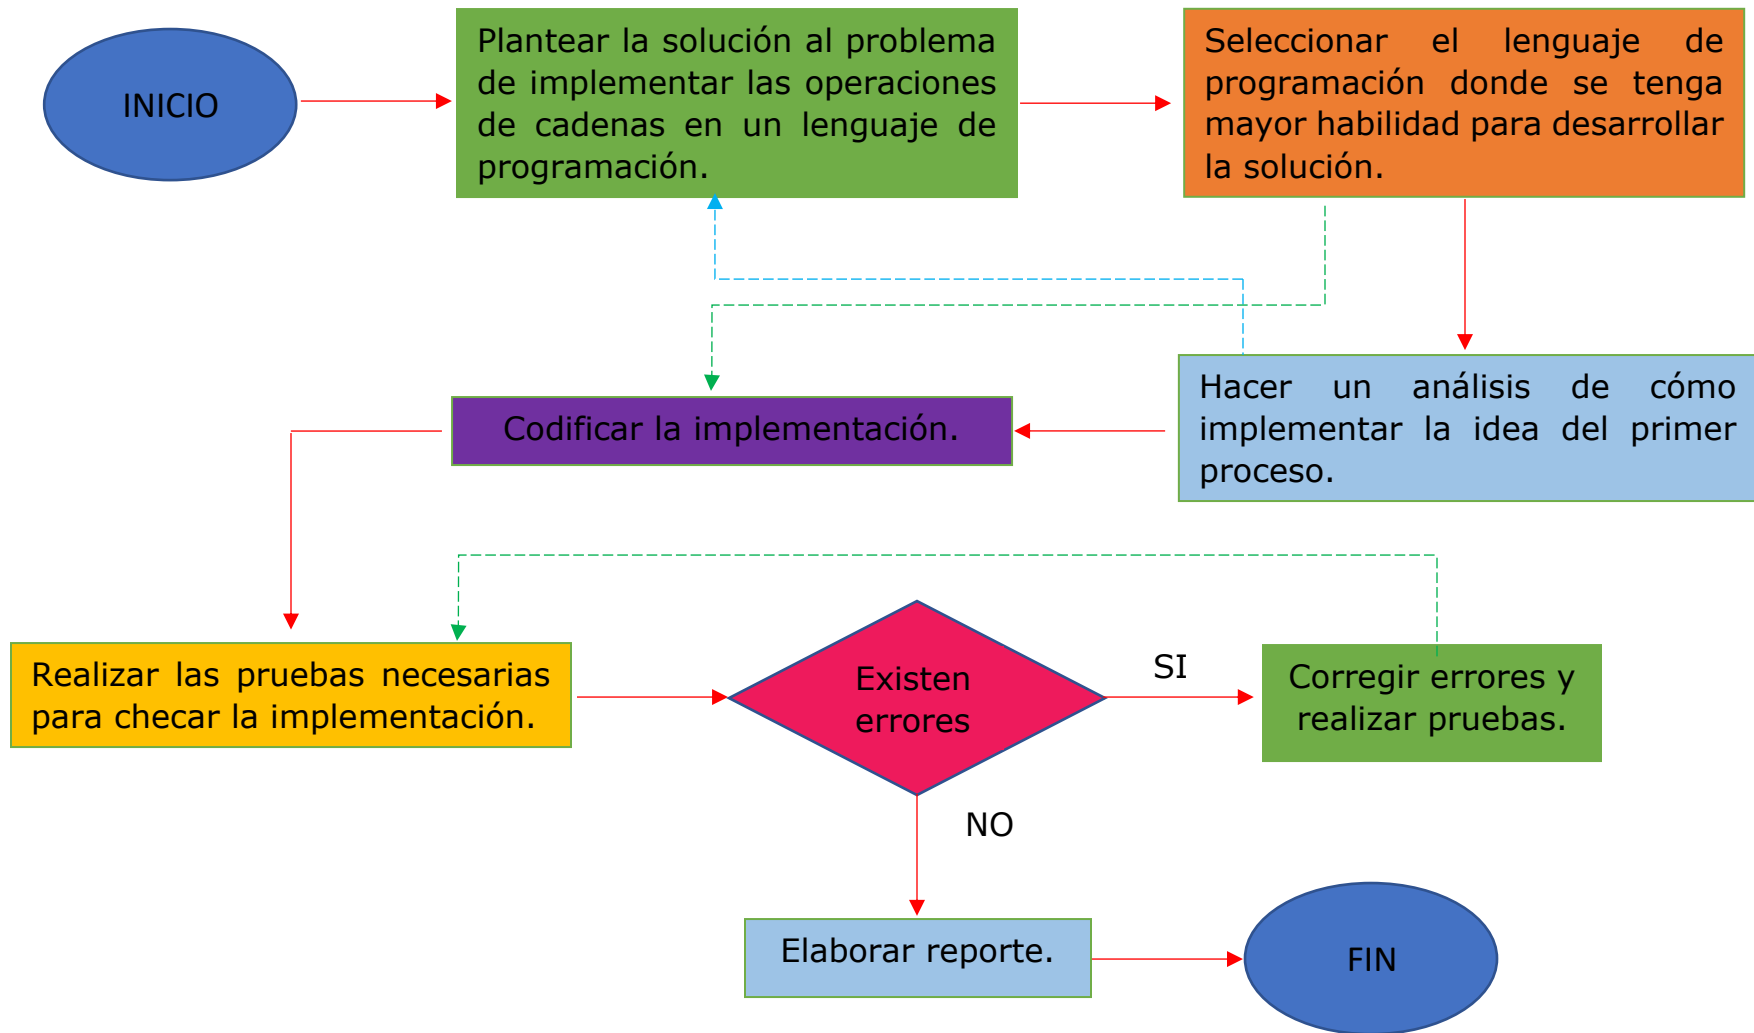 INICIO
Plantear la solución al problema
de implementar las operaciones
de cadenas en un lenguaje de
programación.
Seleccionar el lenguaje de
programación donde se tenga
mayor habilidad para desarrollar
la solución.
Hacer un análisis de cómo
implementar la idea del primer
proceso.
Codificar la implementación.
Realizar las pruebas necesarias
para checar la implementación.
Existen
errores
SI
Corregir errores y
realizar pruebas.
NO
Elaborar reporte.
FIN